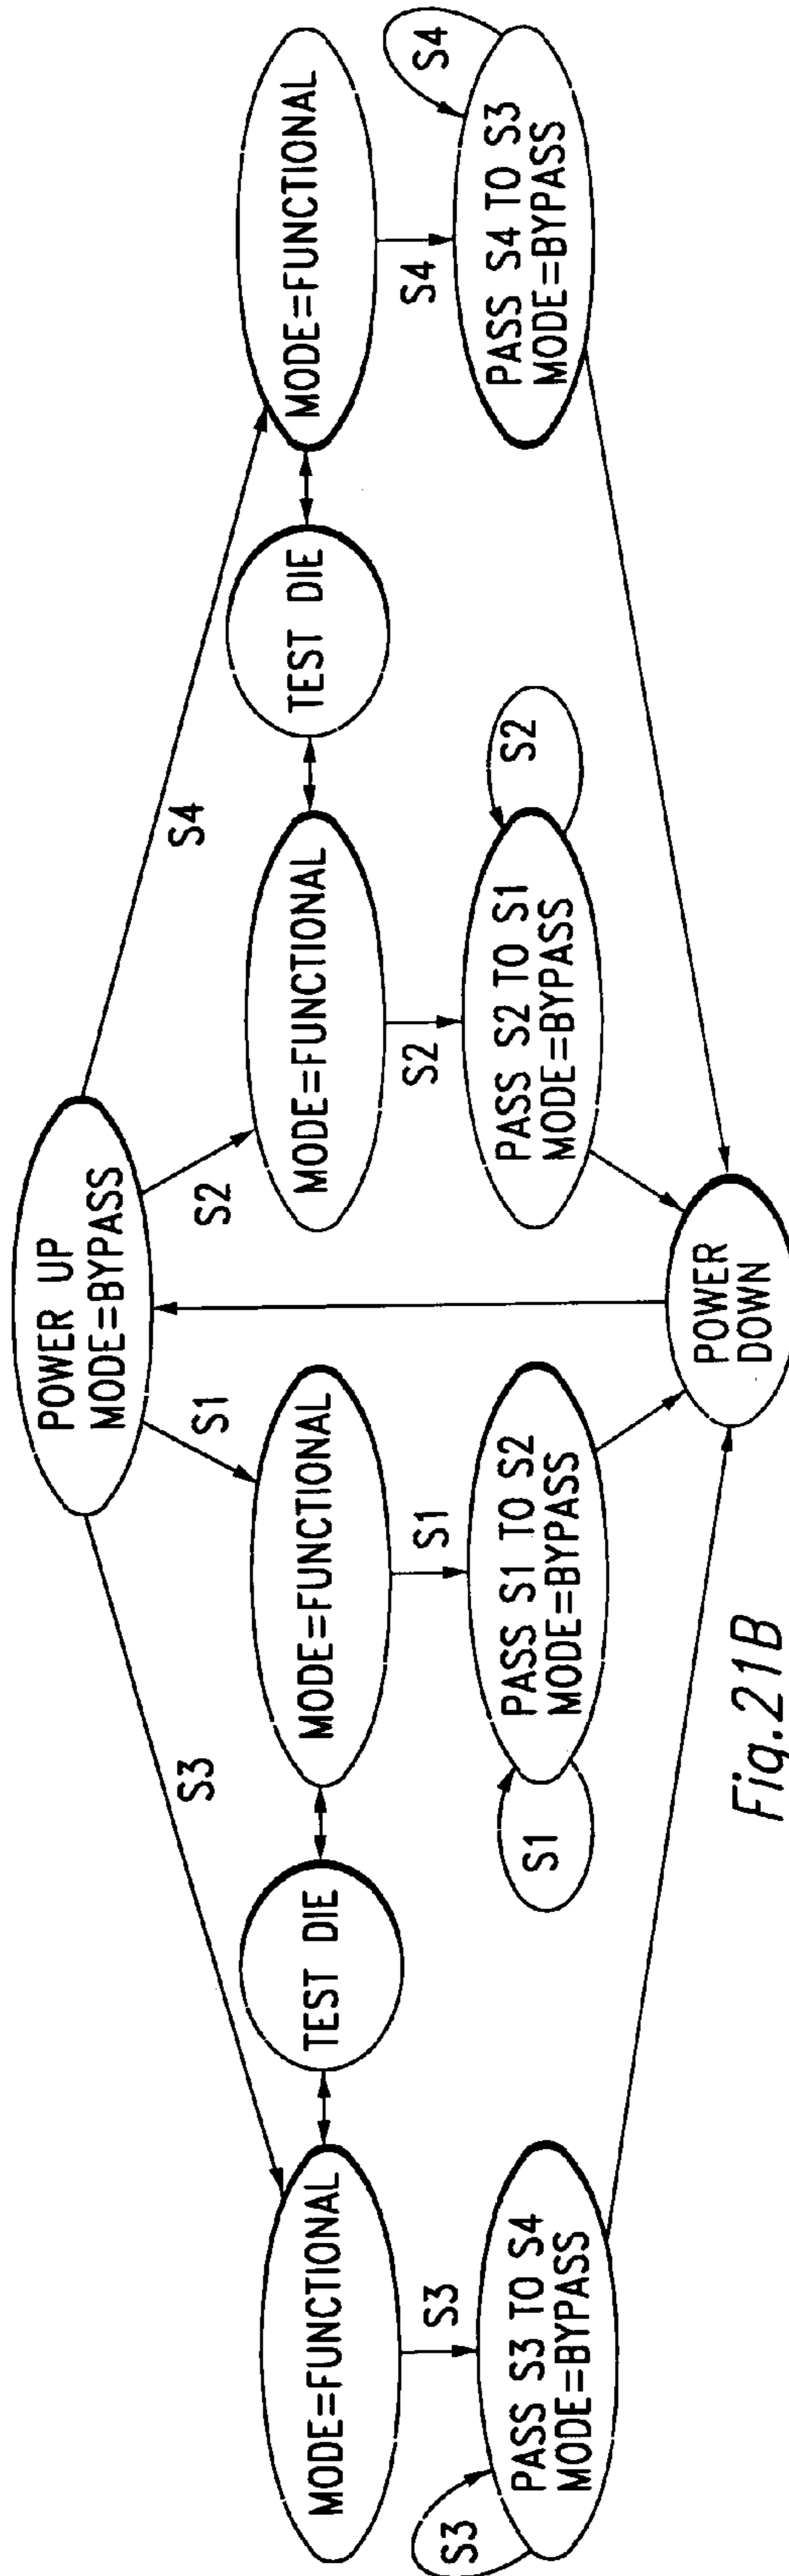 POWER UP
MODE=BYPASS
S3
S1
S2
S4
MODE=FUNCTIONAL
TEST DIE
MODE=FUNCTIONAL
MODE=FUNCTIONAL
TEST DIE
MODE=FUNCTIONAL
S3
S1
S2
S4
S3
PASS S3 TO S4
MODE=BYPASS
S1
PASS S1 TO S2
MODE=BYPASS
PASS S2 TO S1
MODE=BYPASS
S2
PASS S4 TO S3
MODE=BYPASS
S4
POWER
DOWN
Fig.21B